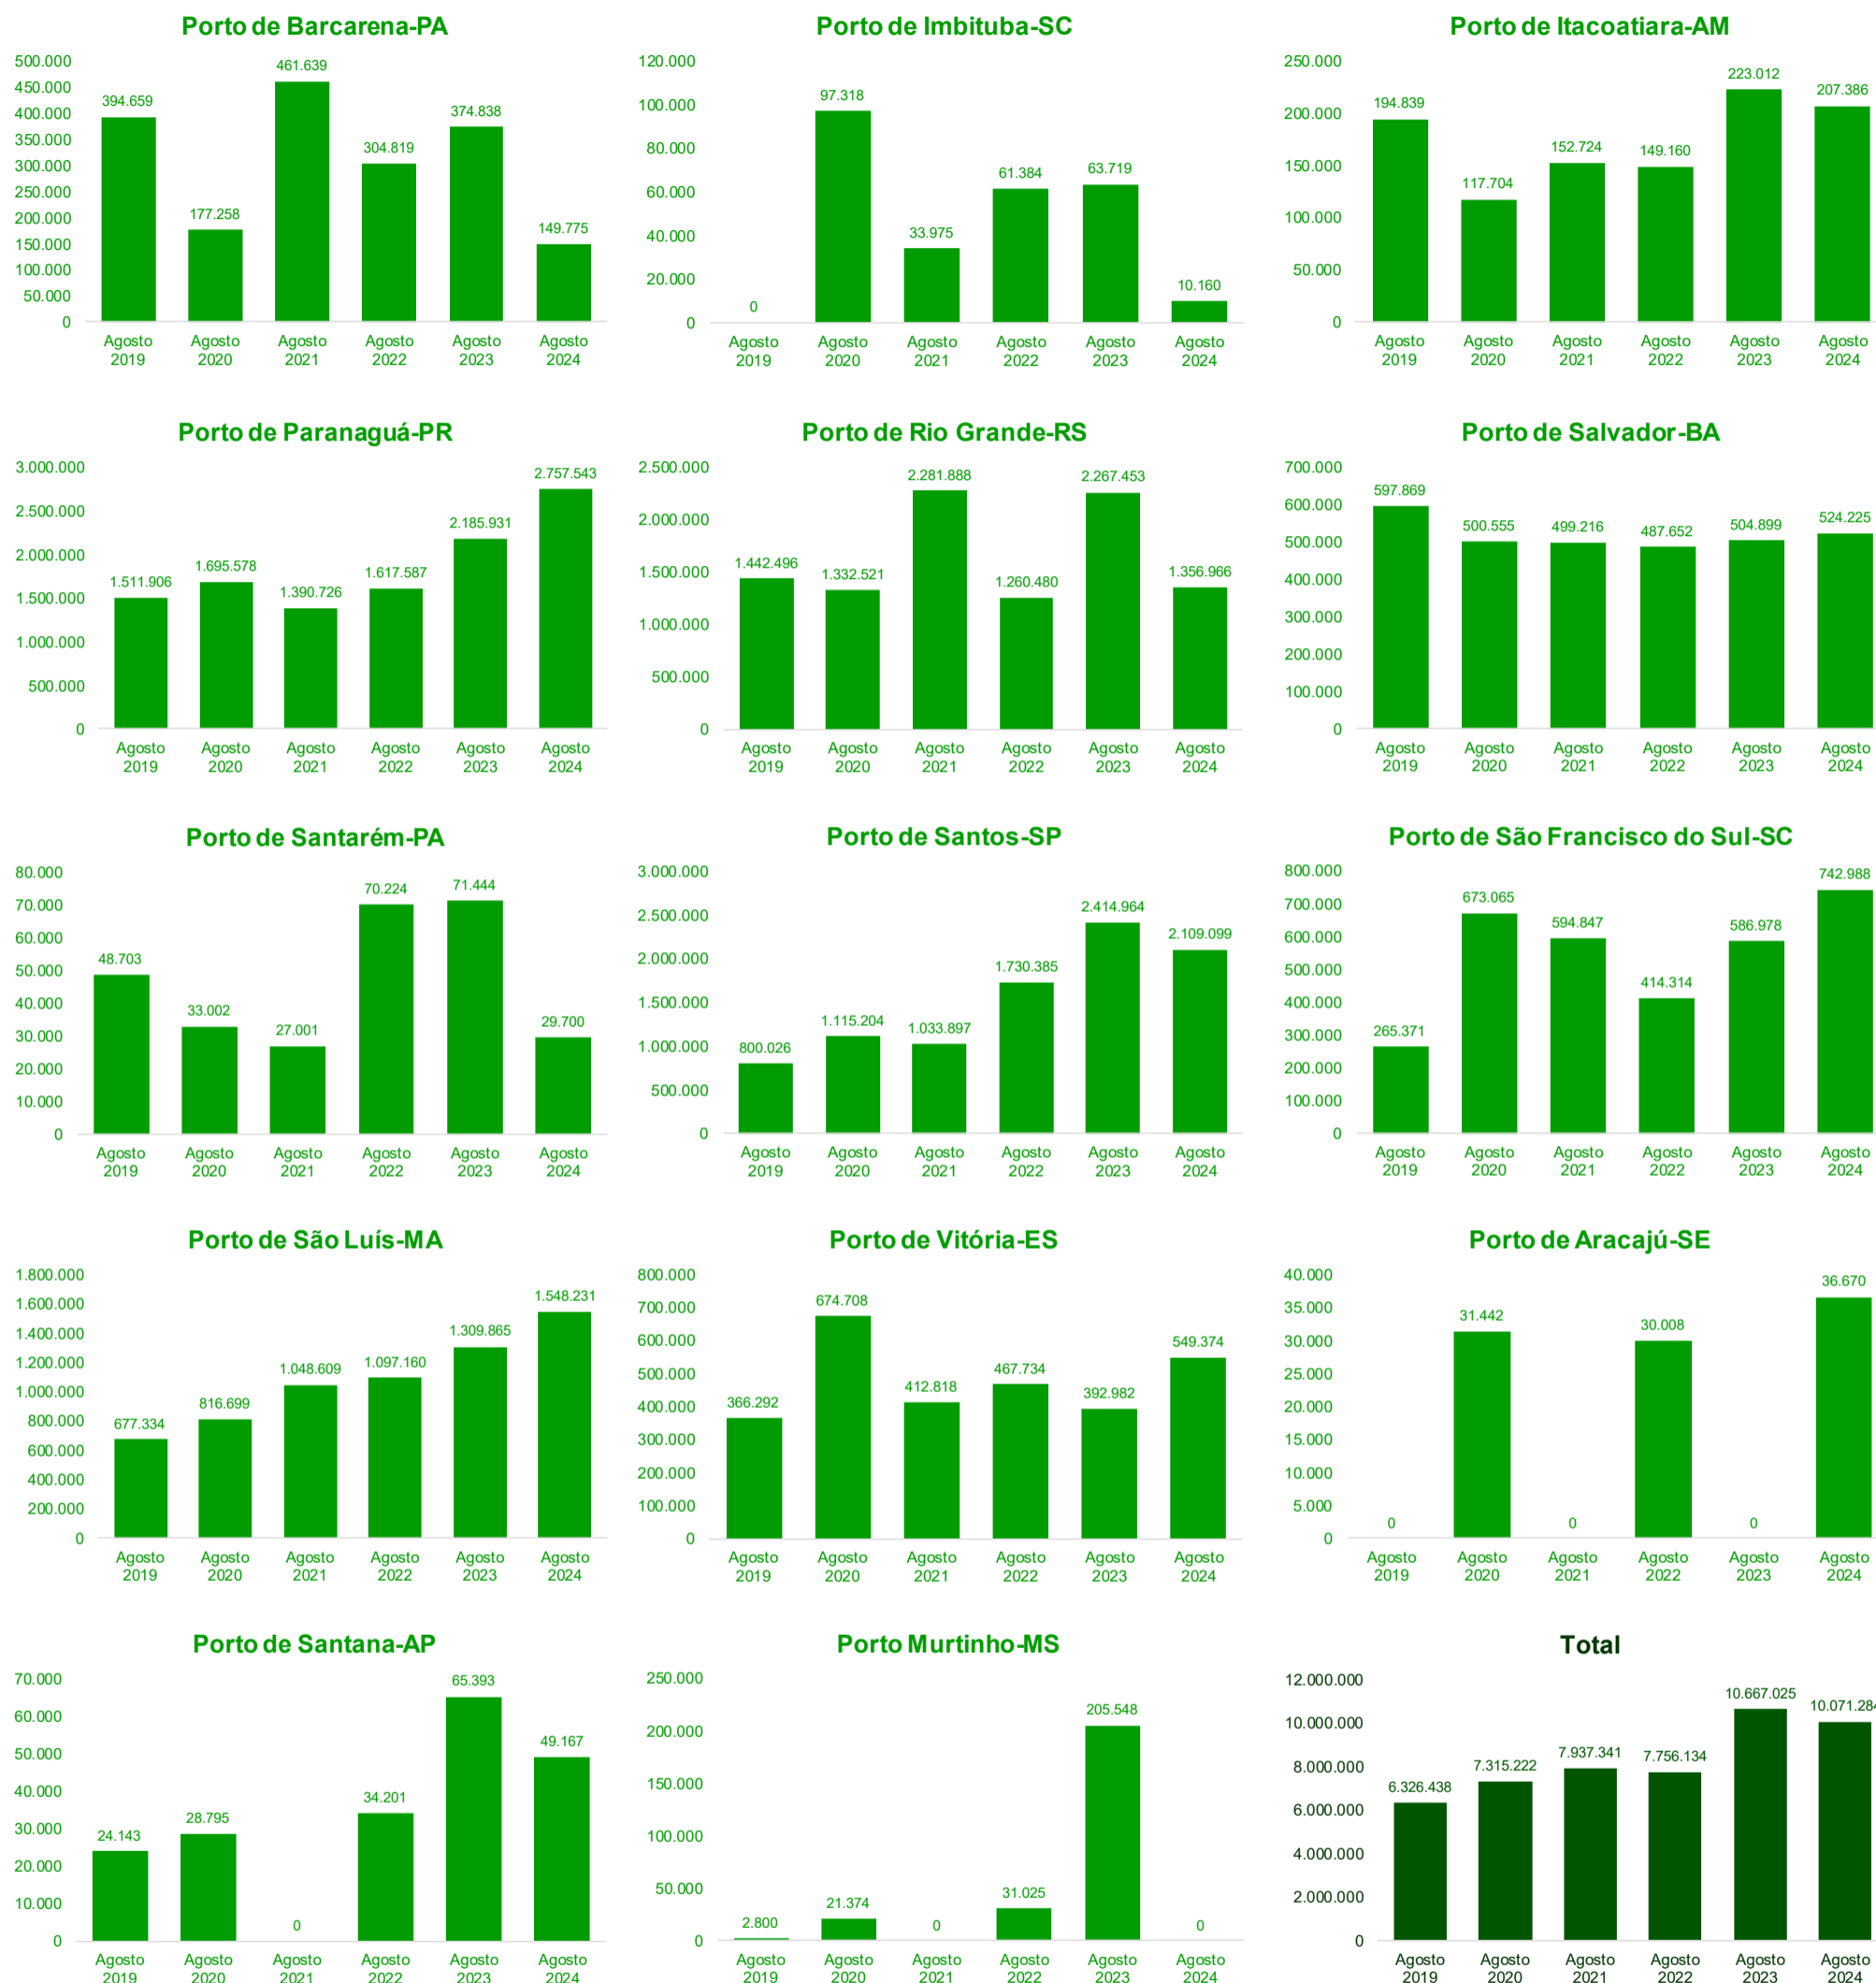 Porto de Barcarena-PA
500.000
450.000
400.000
350.000
300.000
250.000
200.000
150.000
100.000
50.000
0
394.659
177.258
461.639
304.819
374.838
149.775
Agosto 2019
Agosto 2020
Agosto 2021
Agosto 2022
Agosto 2023
Agosto 2024
Porto de Imbituba-SC
120.000
100.000
80.000
60.000
40.000
20.000
0
0
97.318
33.975
61.384
63.719
10.160
Agosto 2019
Agosto 2020
Agosto 2021
Agosto 2022
Agosto 2023
Agosto 2024
Porto de Itacoatiara-AM
250.000
200.000
150.000
100.000
50.000
0
194.839
117.704
152.724
149.160
223.012
207.386
Agosto 2019
Agosto 2020
Agosto 2021
Agosto 2022
Agosto 2023
Agosto 2024
Porto de Paranaguá-PR
3.000.000
2.500.000
2.000.000
1.500.000
1.000.000
500.000
0
1.511.906
1.695.578
1.390.726
1.617.587
2.185.931
2.757.543
Agosto 2019
Agosto 2020
Agosto 2021
Agosto 2022
Agosto 2023
Agosto 2024
Porto de Rio Grande-RS
2.500.000
2.000.000
1.500.000
1.000.000
500.000
0
1.442.496
1.332.521
2.281.888
1.260.480
2.267.453
1.356.966
Agosto 2019
Agosto 2020
Agosto 2021
Agosto 2022
Agosto 2023
Agosto 2024
Porto de Salvador-BA
700.000
600.000
500.000
400.000
300.000
200.000
100.000
0
597.869
500.555
499.216
487.652
504.899
524.225
Agosto 2019
Agosto 2020
Agosto 2021
Agosto 2022
Agosto 2023
Agosto 2024
Porto de Santarém-PA
80.000
70.000
60.000
50.000
40.000
30.000
20.000
10.000
0
48.703
33.002
27.001
70.224
71.444
29.700
Agosto 2019
Agosto 2020
Agosto 2021
Agosto 2022
Agosto 2023
Agosto 2024
Porto de Santos-SP
3.000.000
2.500.000
2.000.000
1.500.000
1.000.000
500.000
0
800.026
1.115.204
1.033.897
1.730.385
2.414.964
2.109.099
Agosto 2019
Agosto 2020
Agosto 2021
Agosto 2022
Agosto 2023
Agosto 2024
Porto de São Francisco do Sul-SC
800.000
700.000
600.000
500.000
400.000
300.000
200.000
100.000
0
265.371
673.065
594.847
414.314
586.978
742.988
Agosto 2019
Agosto 2020
Agosto 2021
Agosto 2022
Agosto 2023
Agosto 2024
Porto de São Luís-MA
1.800.000
1.600.000
1.400.000
1.200.000
1.000.000
800.000
600.000
400.000
200.000
0
677.334
816.699
1.048.609
1.097.160
1.309.865
1.548.231
Agosto 2019
Agosto 2020
Agosto 2021
Agosto 2022
Agosto 2023
Agosto 2024
Porto de Vitória-ES
800.000
700.000
600.000
500.000
400.000
300.000
200.000
100.000
0
366.292
674.708
412.818
467.734
392.982
549.374
Agosto 2019
Agosto 2020
Agosto 2021
Agosto 2022
Agosto 2023
Agosto 2024
Porto de Aracajú-SE
40.000
35.000
30.000
25.000
20.000
15.000
10.000
5.000
0
0
31.442
0
30.008
0
36.670
Agosto 2019
Agosto 2020
Agosto 2021
Agosto 2022
Agosto 2023
Agosto 2024
Porto de Santana-AP
70.000
60.000
50.000
40.000
30.000
20.000
10.000
0
24.143
28.795
0
34.201
65.393
49.167
Agosto 2019
Agosto 2020
Agosto 2021
Agosto 2022
Agosto 2023
Agosto 2024
Porto Murtinho-MS
250.000
200.000
150.000
100.000
50.000
0
2.800
21.374
0
31.025
205.548
0
Agosto 2019
Agosto 2020
Agosto 2021
Agosto 2022
Agosto 2023
Agosto 2024
Total
12.000.000
10.000.000
8.000.000
6.000.000
4.000.000
2.000.000
0
6.326.438
7.315.222
7.937.341
7.756.134
10.667.025
10.071.284
Agosto 2019
Agosto 2020
Agosto 2021
Agosto 2022
Agosto 2023
Agosto 2024